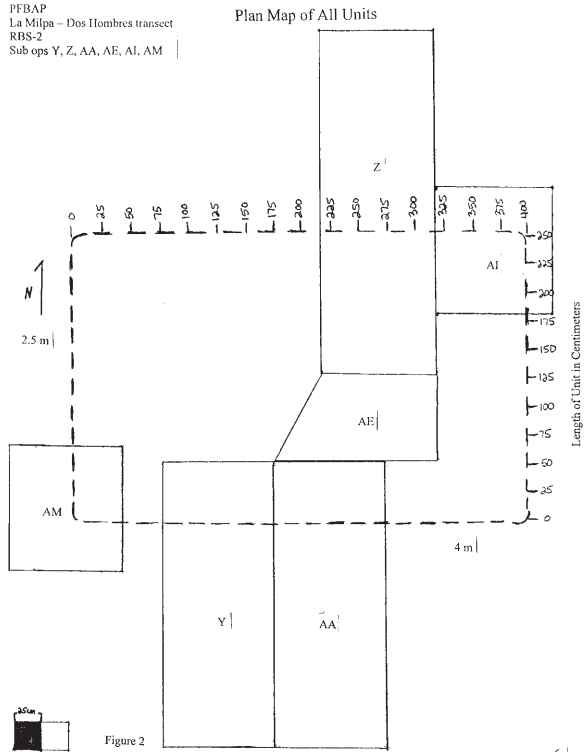 PFBAP
La Milpa – Dos Hombres transect
RBS-2
Sub ops Y, Z, AA, AE, AI, AM
Plan Map of All Units
Z
0 25 50 75 100 125 150 175 200 225 250 275 300 325 350 375 400
AI
250
225
200
175
150
125
100
75
50
25
0
Length of Unit in Centimeters
N
2.5 m
AE
AM
4 m
Y
AA
25cm
Figure 2